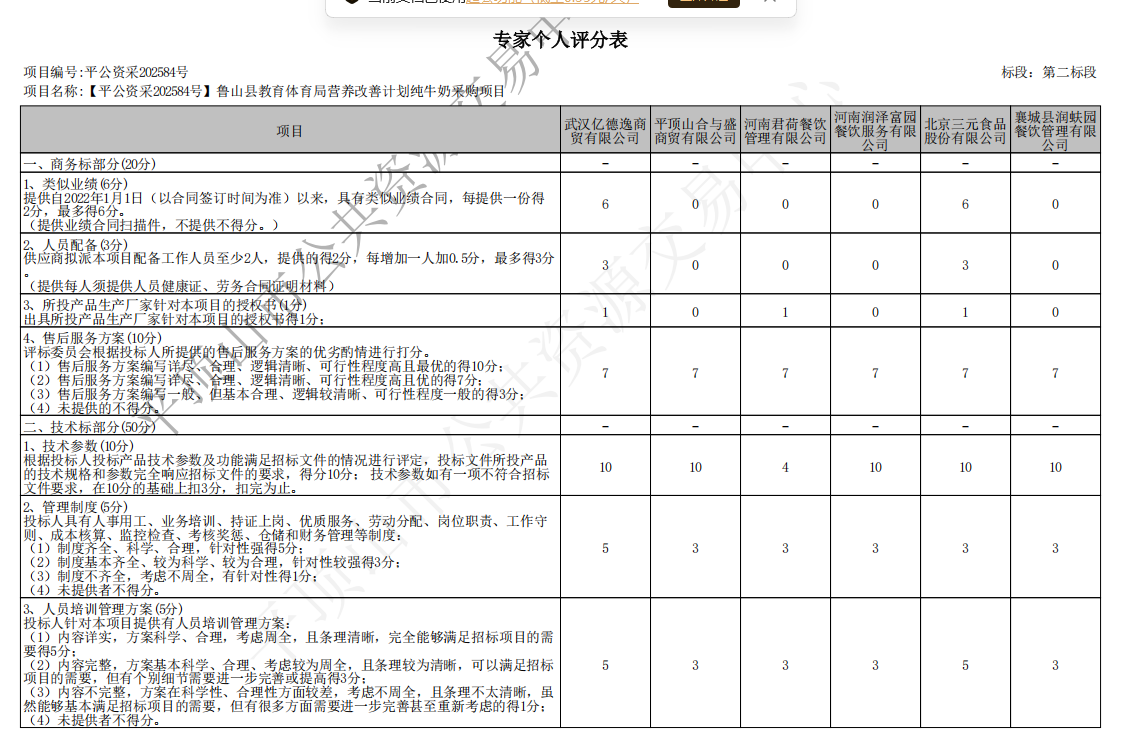 专家个人评分表
项目编号:平公资采202584号
标段: 第二标段
项目名称:【平公资采202584号】鲁山县教育体育局营养改善计划纯牛奶采购项目
项目
武汉亿德逸商
贸有限公司
平顶山合与盛
商贸有限公司
河南君荷餐饮
管理有限公司
河南润泽富园
餐饮服务有限
公司
北京三元食品
股份有限公司
襄城县润蚨园
餐饮管理有限
公司
一、商务标部分(20分)
- - - - - -
1、类似业绩(6分)
提供自2022年1月1日（以合同签订时间为准）以来，具有类似业绩合同，每提供一份得
2分，最多得6分。
（提供业绩合同扫描件，不提供不得分。）
6 0 0 0 6 0
2、人员配备(3分)
供应商拟派本项目配备工作人员至少2人，提供的得2分，每增加一人加0.5分，最多得3分
。
（提供每人须提供人员健康证、劳务合同证明材料）
3 0 0 0 3 0
3、所投产品生产厂家针对本项目的授权书(1分)
出具所投产品生产厂家针对本项目的授权书得1分;
1 0 1 0 1 0
4、售后服务方案(10分)
评标委员会根据投标人所提供的售后服务方案的优劣酌情进行打分。
（1）售后服务方案编写详尽、合理、逻辑清晰、可行性程度高且最优的得10分;
（2）售后服务方案编写详尽、合理、逻辑清晰、可行性程度高且优的得7分;
（3）售后服务方案编写一般、但基本合理、逻辑较清晰、可行性程度一般的得3分;
（4）未提供的不得分。
7 7 7 7 7 7
二、技术标部分(50分)
- - - - - -
1、技术参数(10分)
根据投标人投标产品技术参数及功能满足招标文件的情况进行评定，投标文件所投产品
的技术规格和参数完全响应招标文件的要求，得分10分; 技术参数如有一项不符合招标
文件要求，在10分的基础上扣3分，扣完为止。
10 10 4 10 10 10
2、管理制度(5分)
投标人具有人事用工、业务培训、持证上岗、优质服务、劳动分配、岗位职责、工作守
则、成本核算、监控检查、考核奖惩、仓储和财务管理等制度:
（1）制度齐全、科学、合理，针对性强得5分;
（2）制度基本齐全、较为科学、较为合理，针对性较强得3分;
（3）制度不齐全，考虑不周全，有针对性得1分;
（4）未提供者不得分。
5 3 3 3 3 3
3、人员培训管理方案(5分)
投标人针对本项目提供有人员培训管理方案:
（1）内容详实，方案科学、合理，考虑周全，且条理清晰，完全能够满足招标项目的需
要得5分;
（2）内容完整，方案基本科学、合理、考虑较为周全，且条理较为清晰，可以满足招标
项目的需要，但有个别细节需要进一步完善或提高得3分;
（3）内容不完整，方案在科学性、合理性方面较差，考虑不周全，且条理不太清晰，虽
然能够基本满足招标项目的需要，但有很多方面需要进一步完善甚至重新考虑的得1分;
（4）未提供者不得分。
5 3 3 3 5 3
平顶山市公共资源交易中心
平顶山市公共资源交易中心